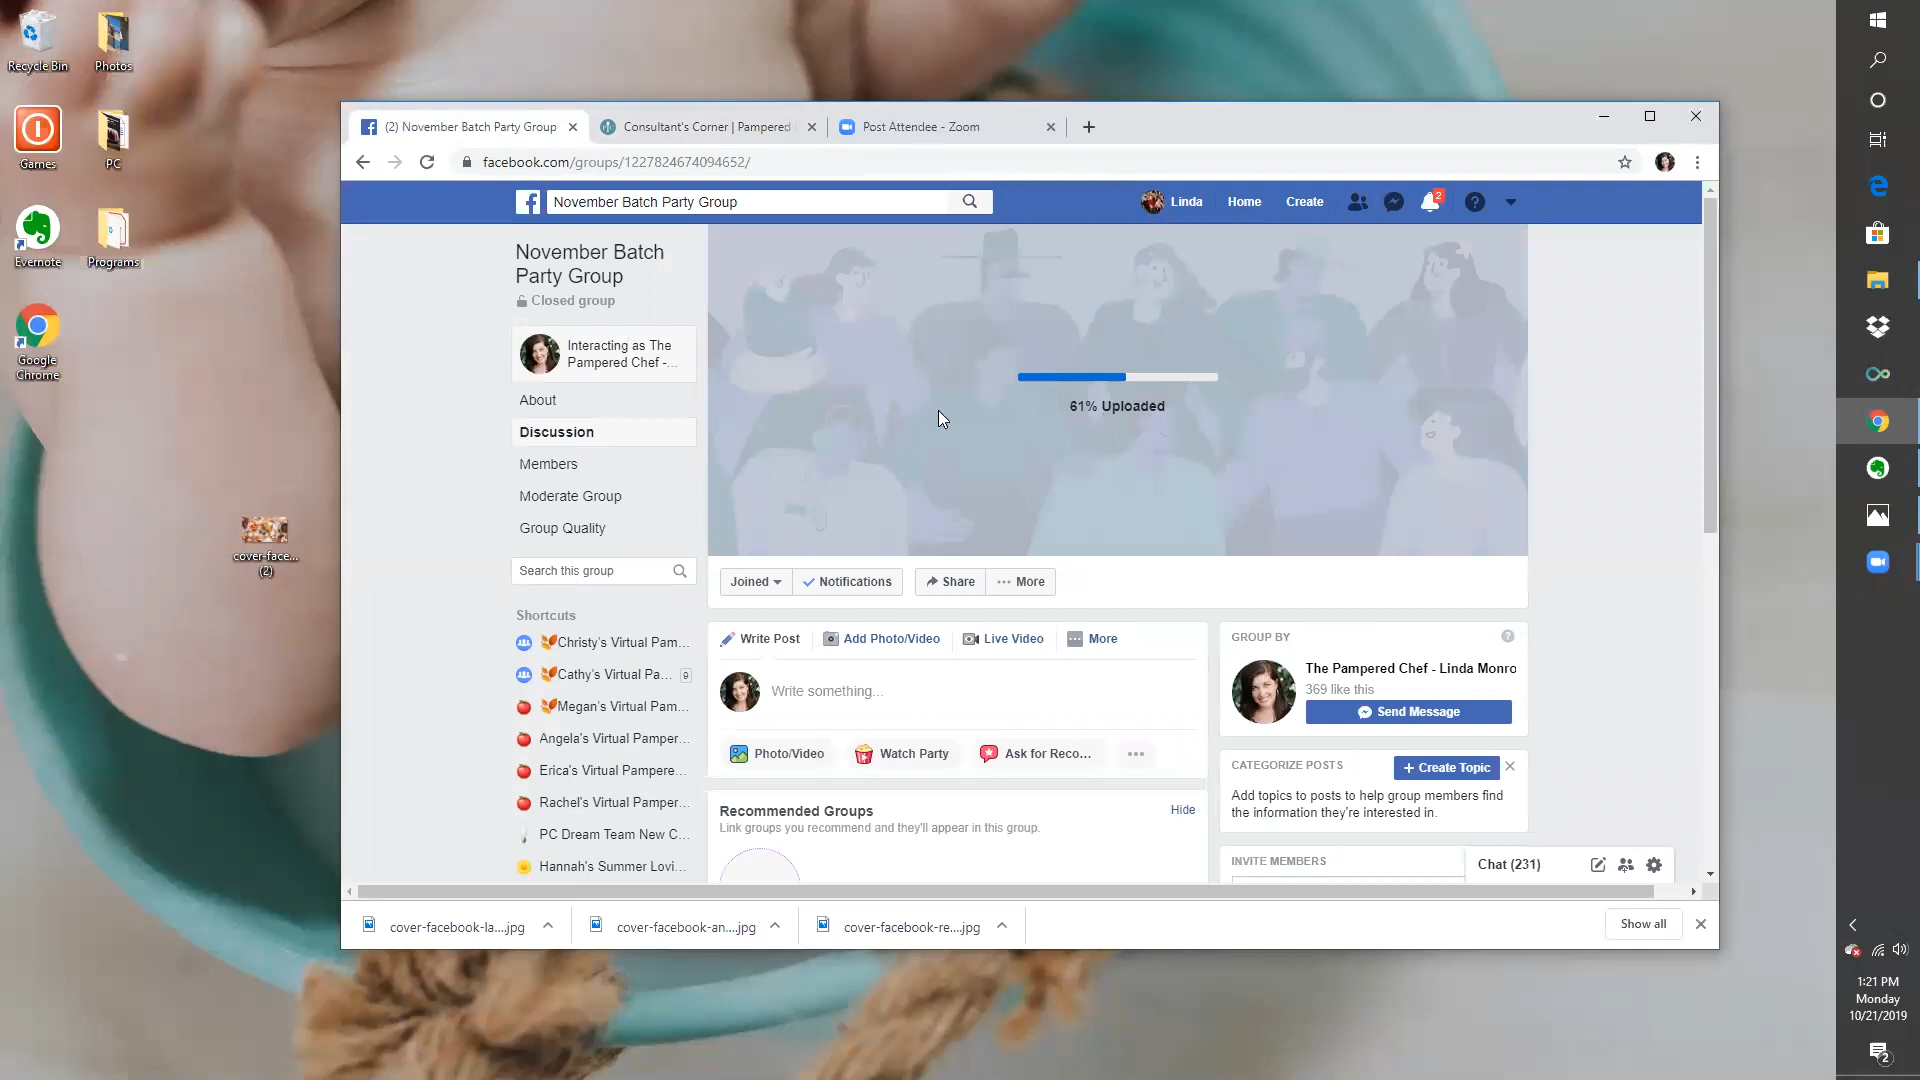 Recycle Bin
Photos
Games
PC
Evernote
Programs
Google
Chrome
cover-face...
(2)
(2) November Batch Party Group
Consultant's Corner | Pampered
Post Attendee - Zoom
facebook.com/groups/1227824674094652/
November Batch Party Group
Linda
Home
Create
2
November Batch
Party Group
Closed group
Interacting as The
Pampered Chef -...
About
Discussion
Members
Moderate Group
Group Quality
Search this group
Shortcuts
Christy's Virtual Pam...
Cathy's Virtual Pa... 9
Megan's Virtual Pam...
Angela's Virtual Pamper...
Erica's Virtual Pampere...
Rachel's Virtual Pamper...
PC Dream Team New C...
Hannah's Summer Lovi...
61% Uploaded
Joined
Notifications
Share
More
Write Post
Add Photo/Video
Live Video
More
Write something...
Photo/Video
Watch Party
Ask for Reco...
Recommended Groups
Hide
Link groups you recommend and they'll appear in this group.
GROUP BY
The Pampered Chef - Linda Monro
369 like this
Send Message
CATEGORIZE POSTS
+ Create Topic
Add topics to posts to help group members find
the information they're interested in.
INVITE MEMBERS
Chat (231)
cover-facebook-la....jpg
cover-facebook-an....jpg
cover-facebook-re....jpg
Show all
1:21 PM
Monday
10/21/2019
2